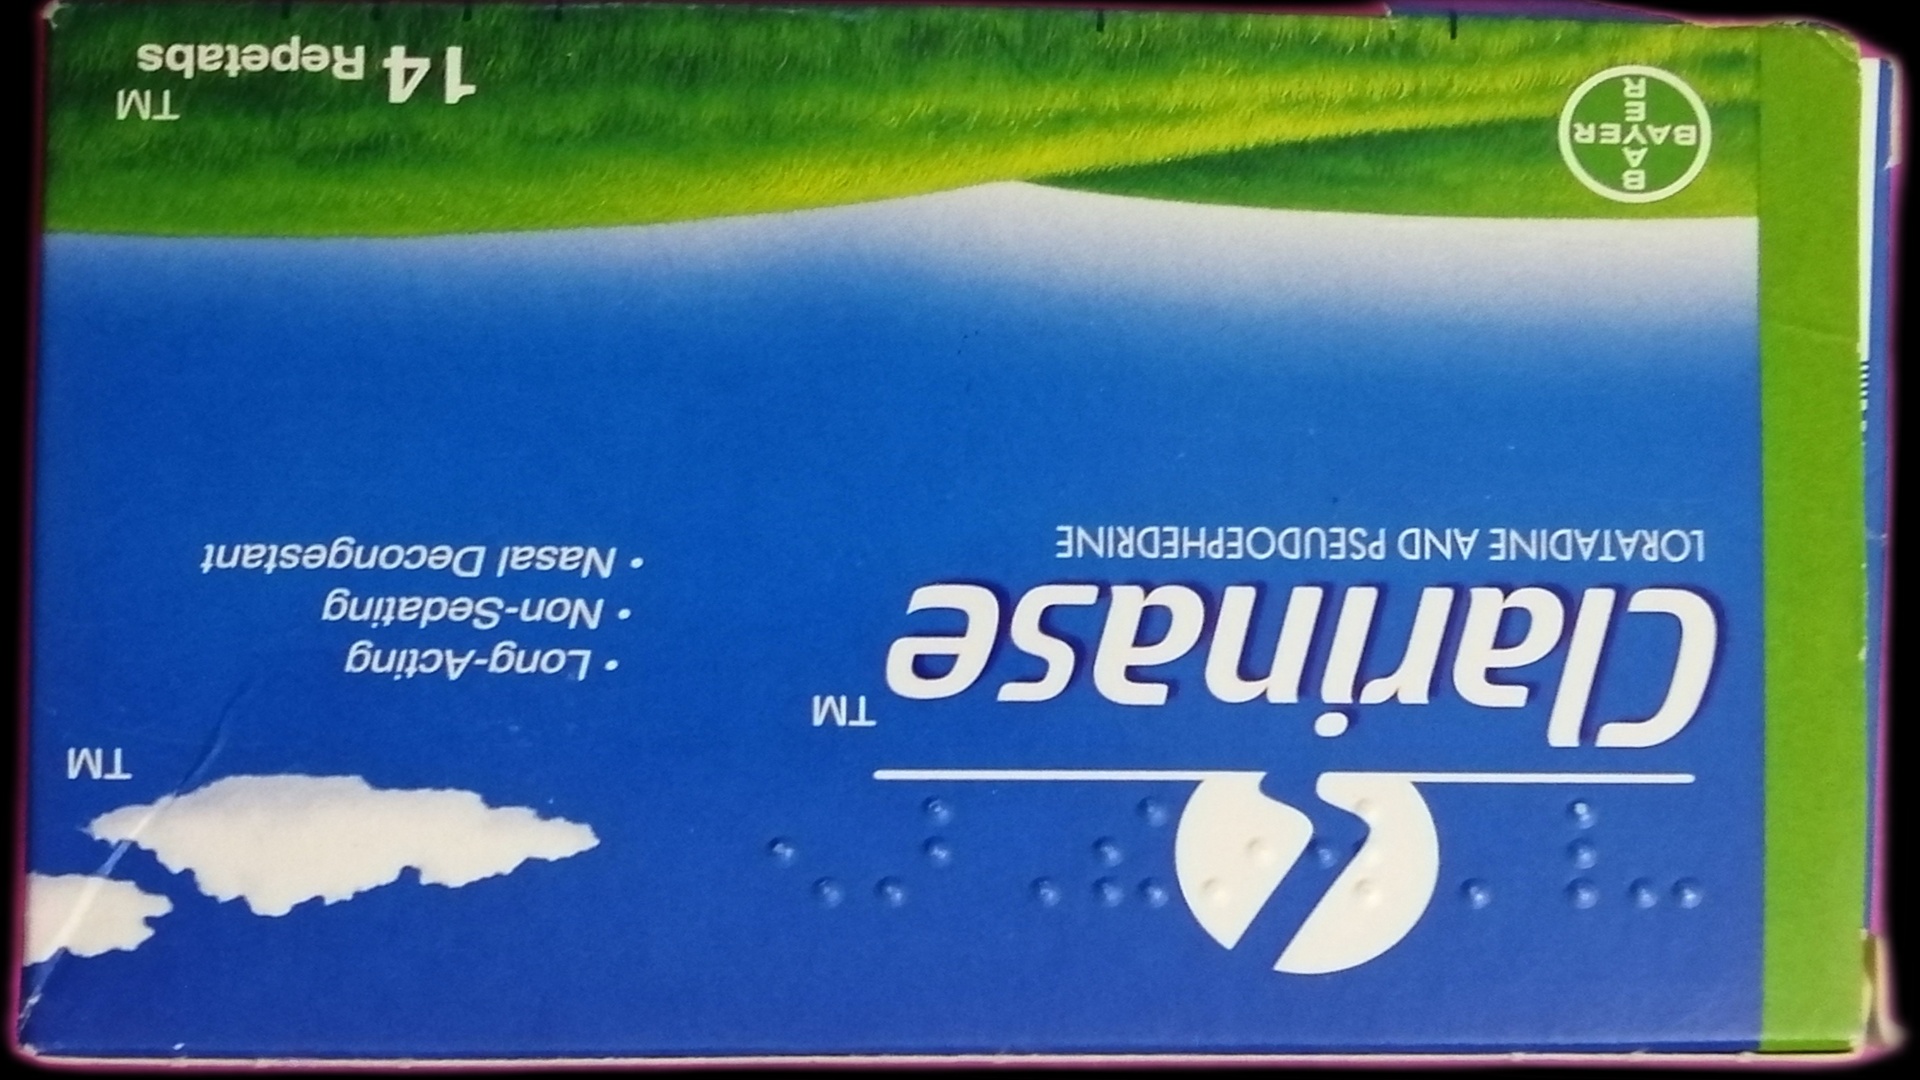 Clarinase
TM
LORATADINE AND PSEUDOEPHEDRINE
TM
• Long-Acting
• Non-Sedating
• Nasal Decongestant
BAYER
BAYER
TM
14 Repetabs